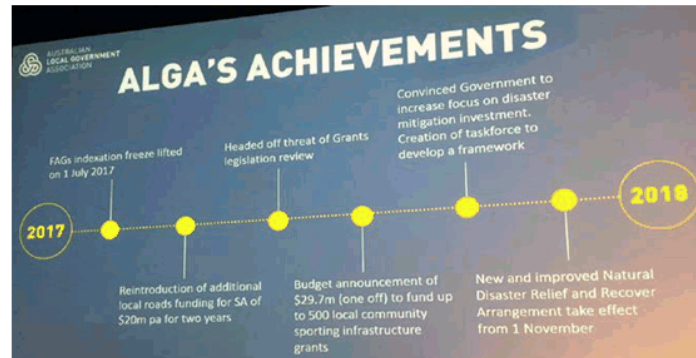 AUSTRALIAN
LOCAL GOVERNMENT
ASSOCIATION
ALGA'S ACHIEVEMENTS
FAGs indexation freeze lifted
on 1 July 2017
Headed off threat of Grants
legislation review
Convinced Government to
increase focus on disaster
mitigation investment.
Creation of taskforce to
develop a framework
2017
2018
Reintroduction of additional
local roads funding for SA of
$20m pa for two years
Budget announcement of
$29.7m (one off) to fund up
to 500 local community
sporting infrastructure
grants
New and improved Natural
Disaster Relief and Recover
Arrangement take effect
from 1 November